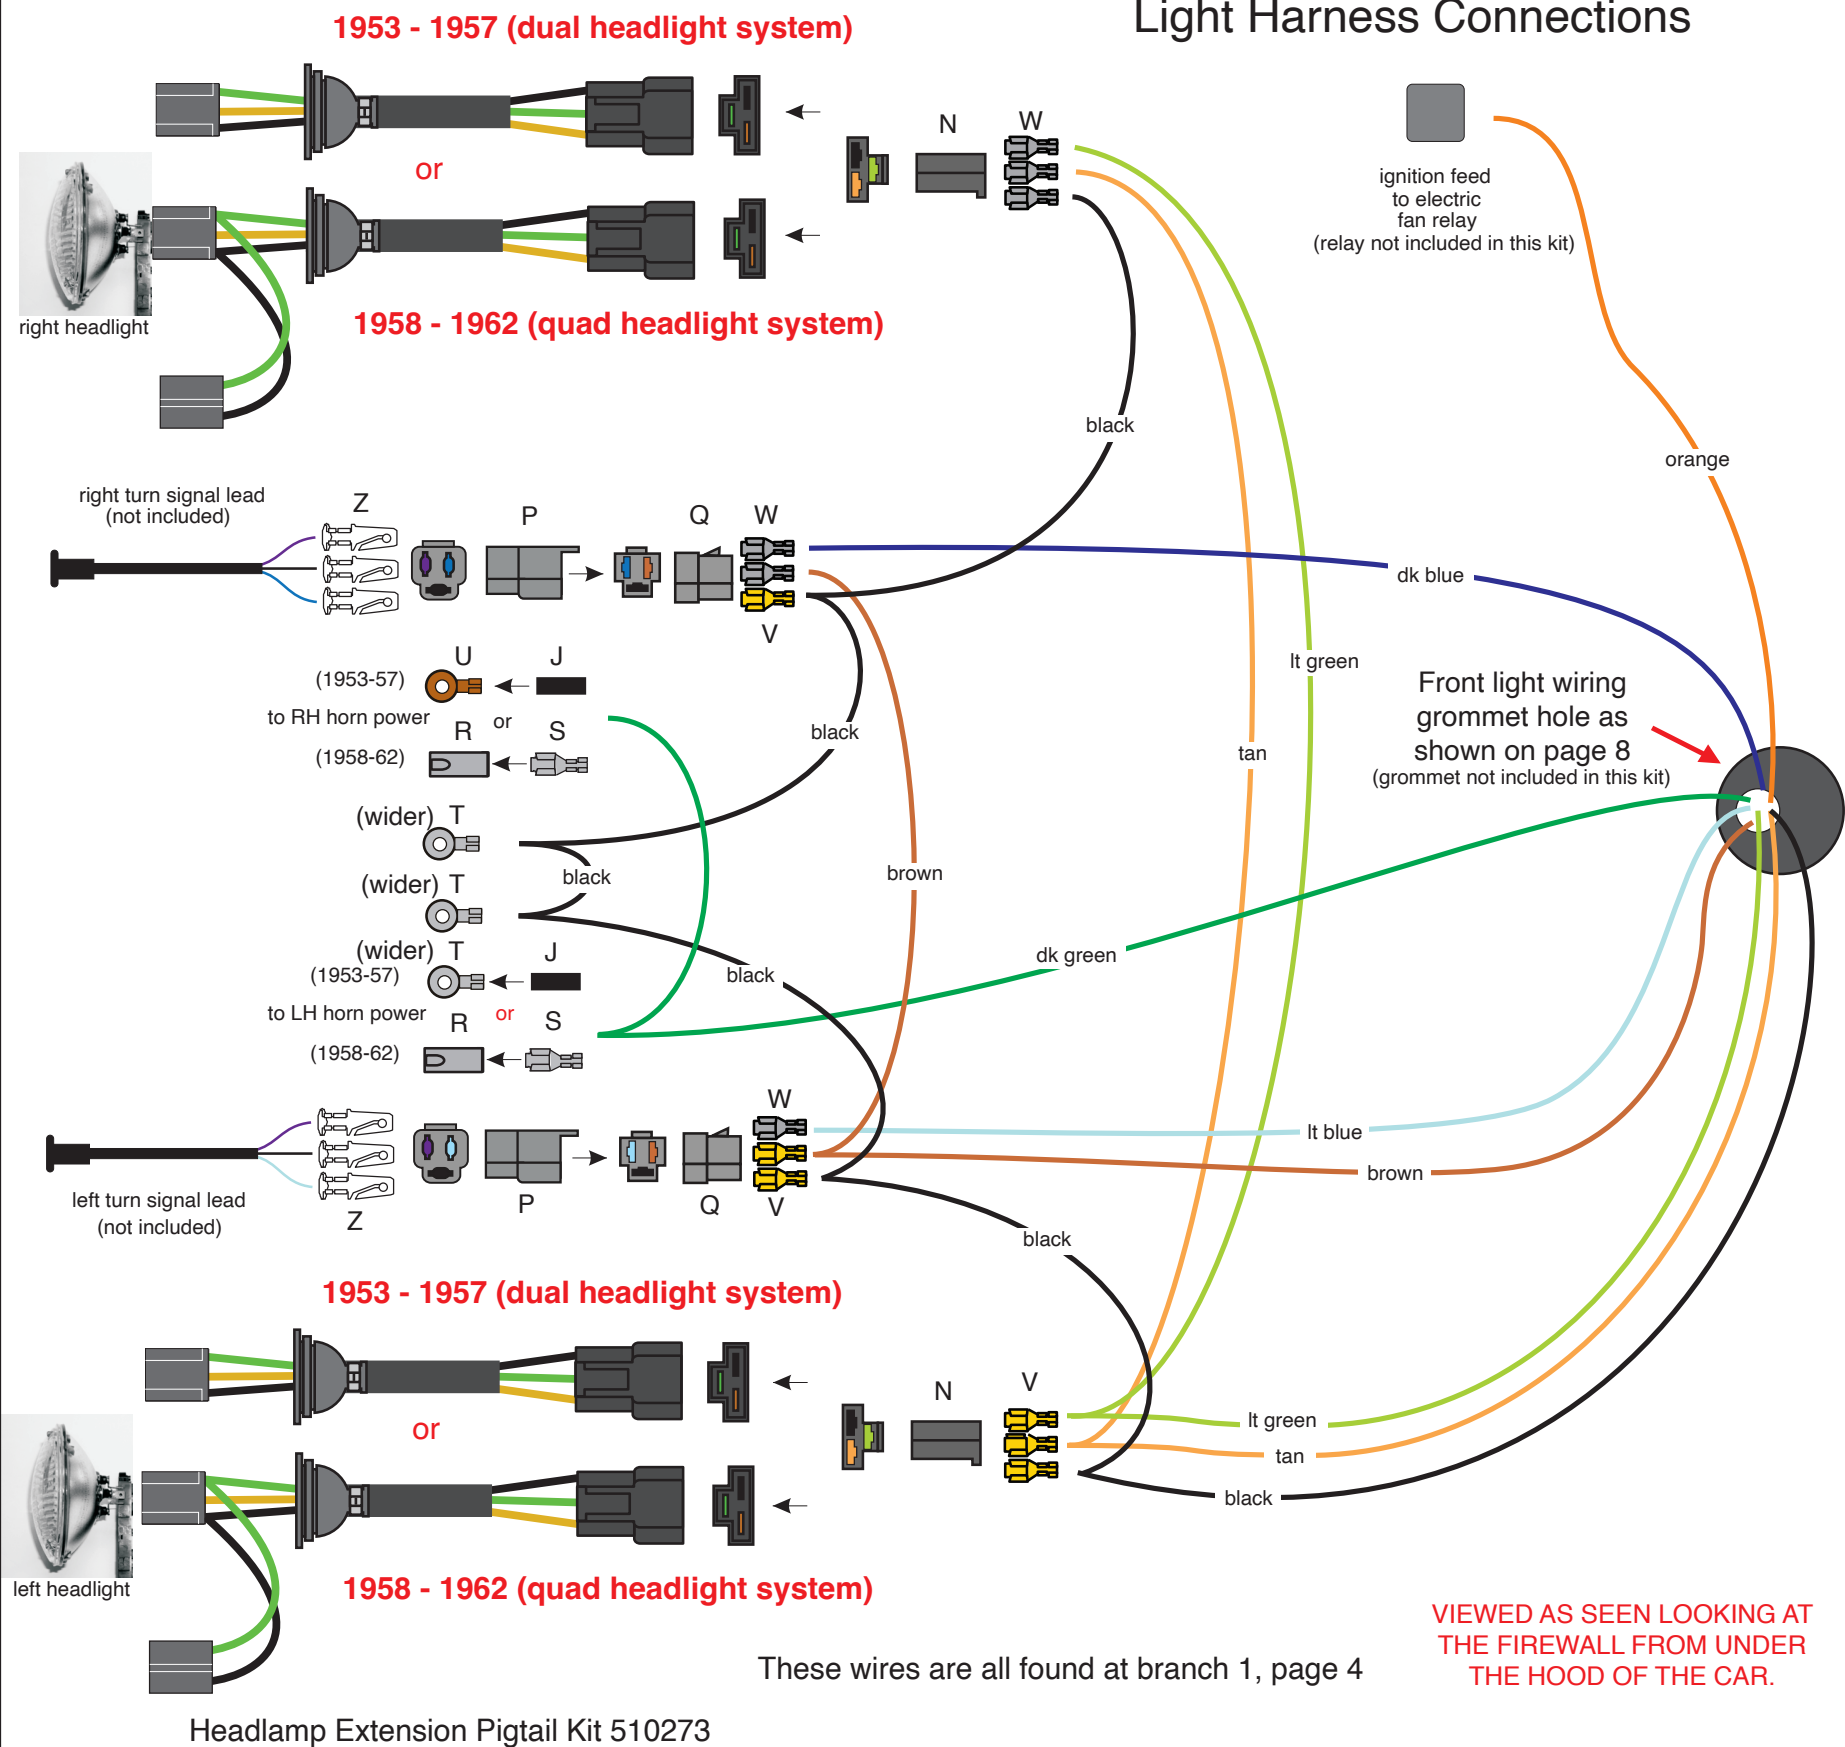 Light Harness Connections
1953 - 1957 (dual headlight system)
or
right headlight
1958 - 1962 (quad headlight system)
N
W
ignition feed
to electric
fan relay
(relay not included in this kit)
black
orange
right turn signal lead
(not included)
Z
P
Q
W
V
dk blue
U
J
(1953-57)
to RH horn power
or
R
S
(1958-62)
black
lt green
tan
Front light wiring
grommet hole as
shown on page 8
(grommet not included in this kit)
(wider) T
black
(wider) T
brown
(wider) T
J
(1953-57)
to LH horn power
or
R
S
(1958-62)
black
dk green
W
lt blue
brown
left turn signal lead
(not included)
Z
P
Q
V
black
1953 - 1957 (dual headlight system)
or
left headlight
1958 - 1962 (quad headlight system)
N
V
lt green
tan
black
VIEWED AS SEEN LOOKING AT
THE FIREWALL FROM UNDER
THE HOOD OF THE CAR.
These wires are all found at branch 1, page 4
Headlamp Extension Pigtail Kit 510273